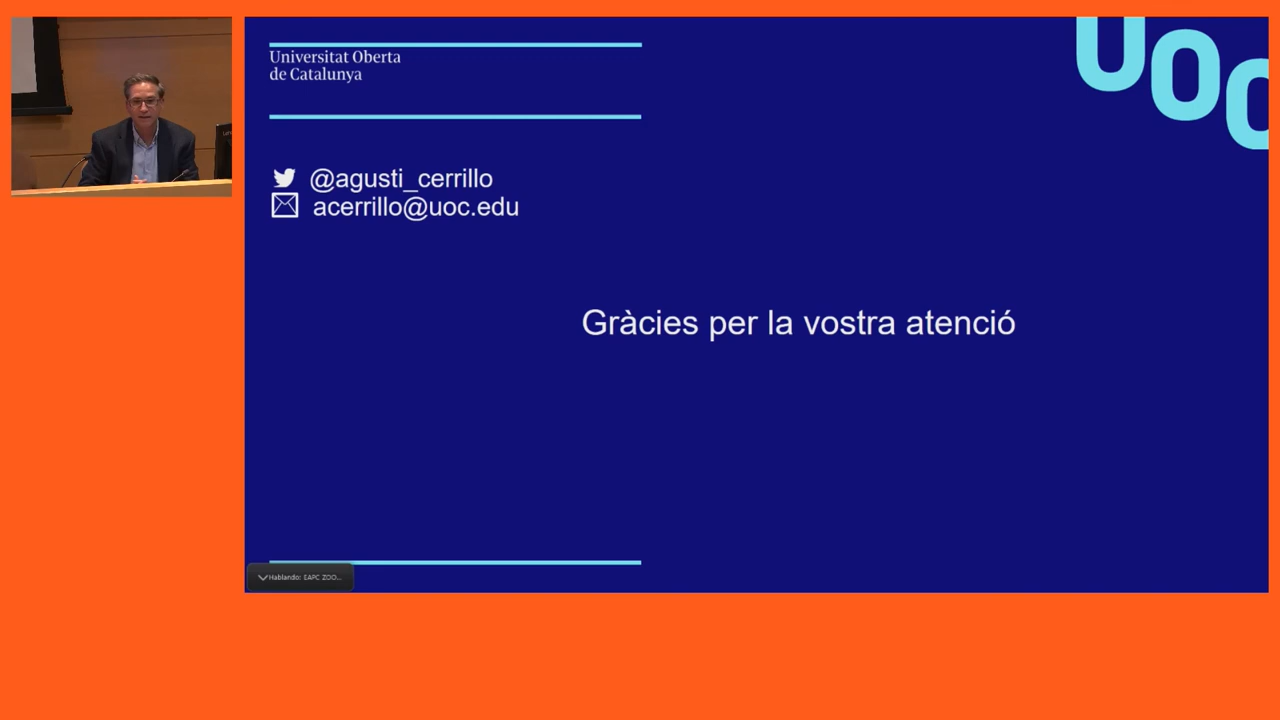 Universitat Oberta
de Catalunya
UOC
@agusti_cerrillo
acerrillo@uoc.edu
Gràcies per la vostra atenció
Hablando: EAPC ZOO...